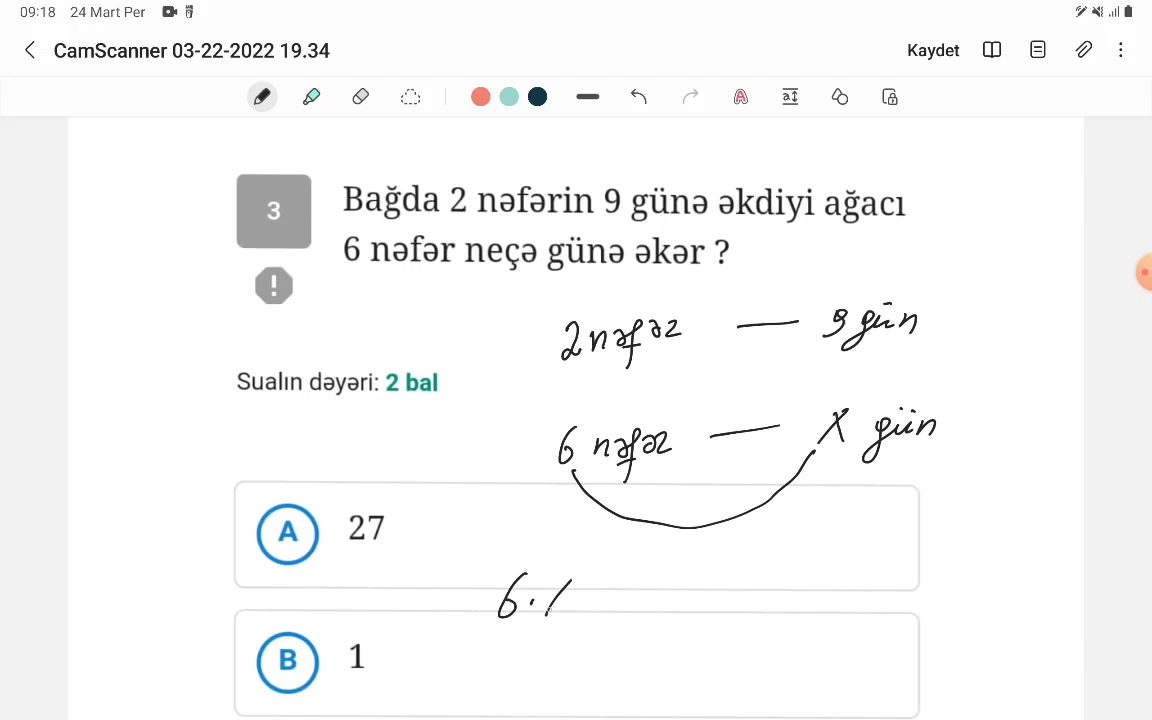 09:18 24 Mart Per
CamScanner 03-22-2022 19.34
Kaydet
3
Bağda 2 nəfərin 9 günə əkdiyi ağacı
6 nəfər neçə günə əkər ?
!
2 nəfər — 9 gün
Sualın dəyəri: 2 bal
6 nəfər — x gün
A 27
6·
B 1